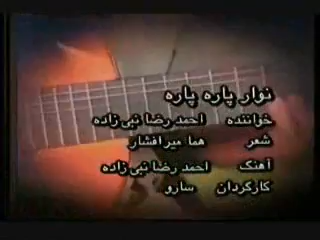 نوار پاره پاره
خواننده احمد رضا نبی زاده
شعر هما میرافشار
آهنگ احمد رضا نبی زاده
کارگردان سارو